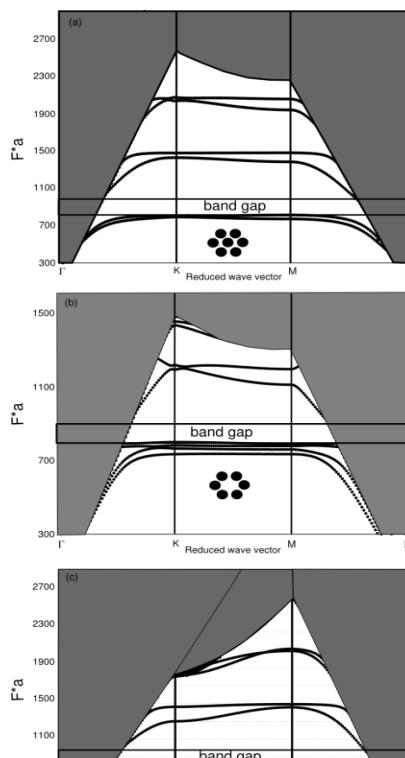 (a)
2700
2300
1900
1500
1100
700
300
F*a
band gap
Γ
K
M
Reduced wave vector
(b)
1500
1100
700
300
F*a
band gap
Γ
K
M
Reduced wave vector
(c)
2700
2300
1900
1500
1100
F*a
band gap